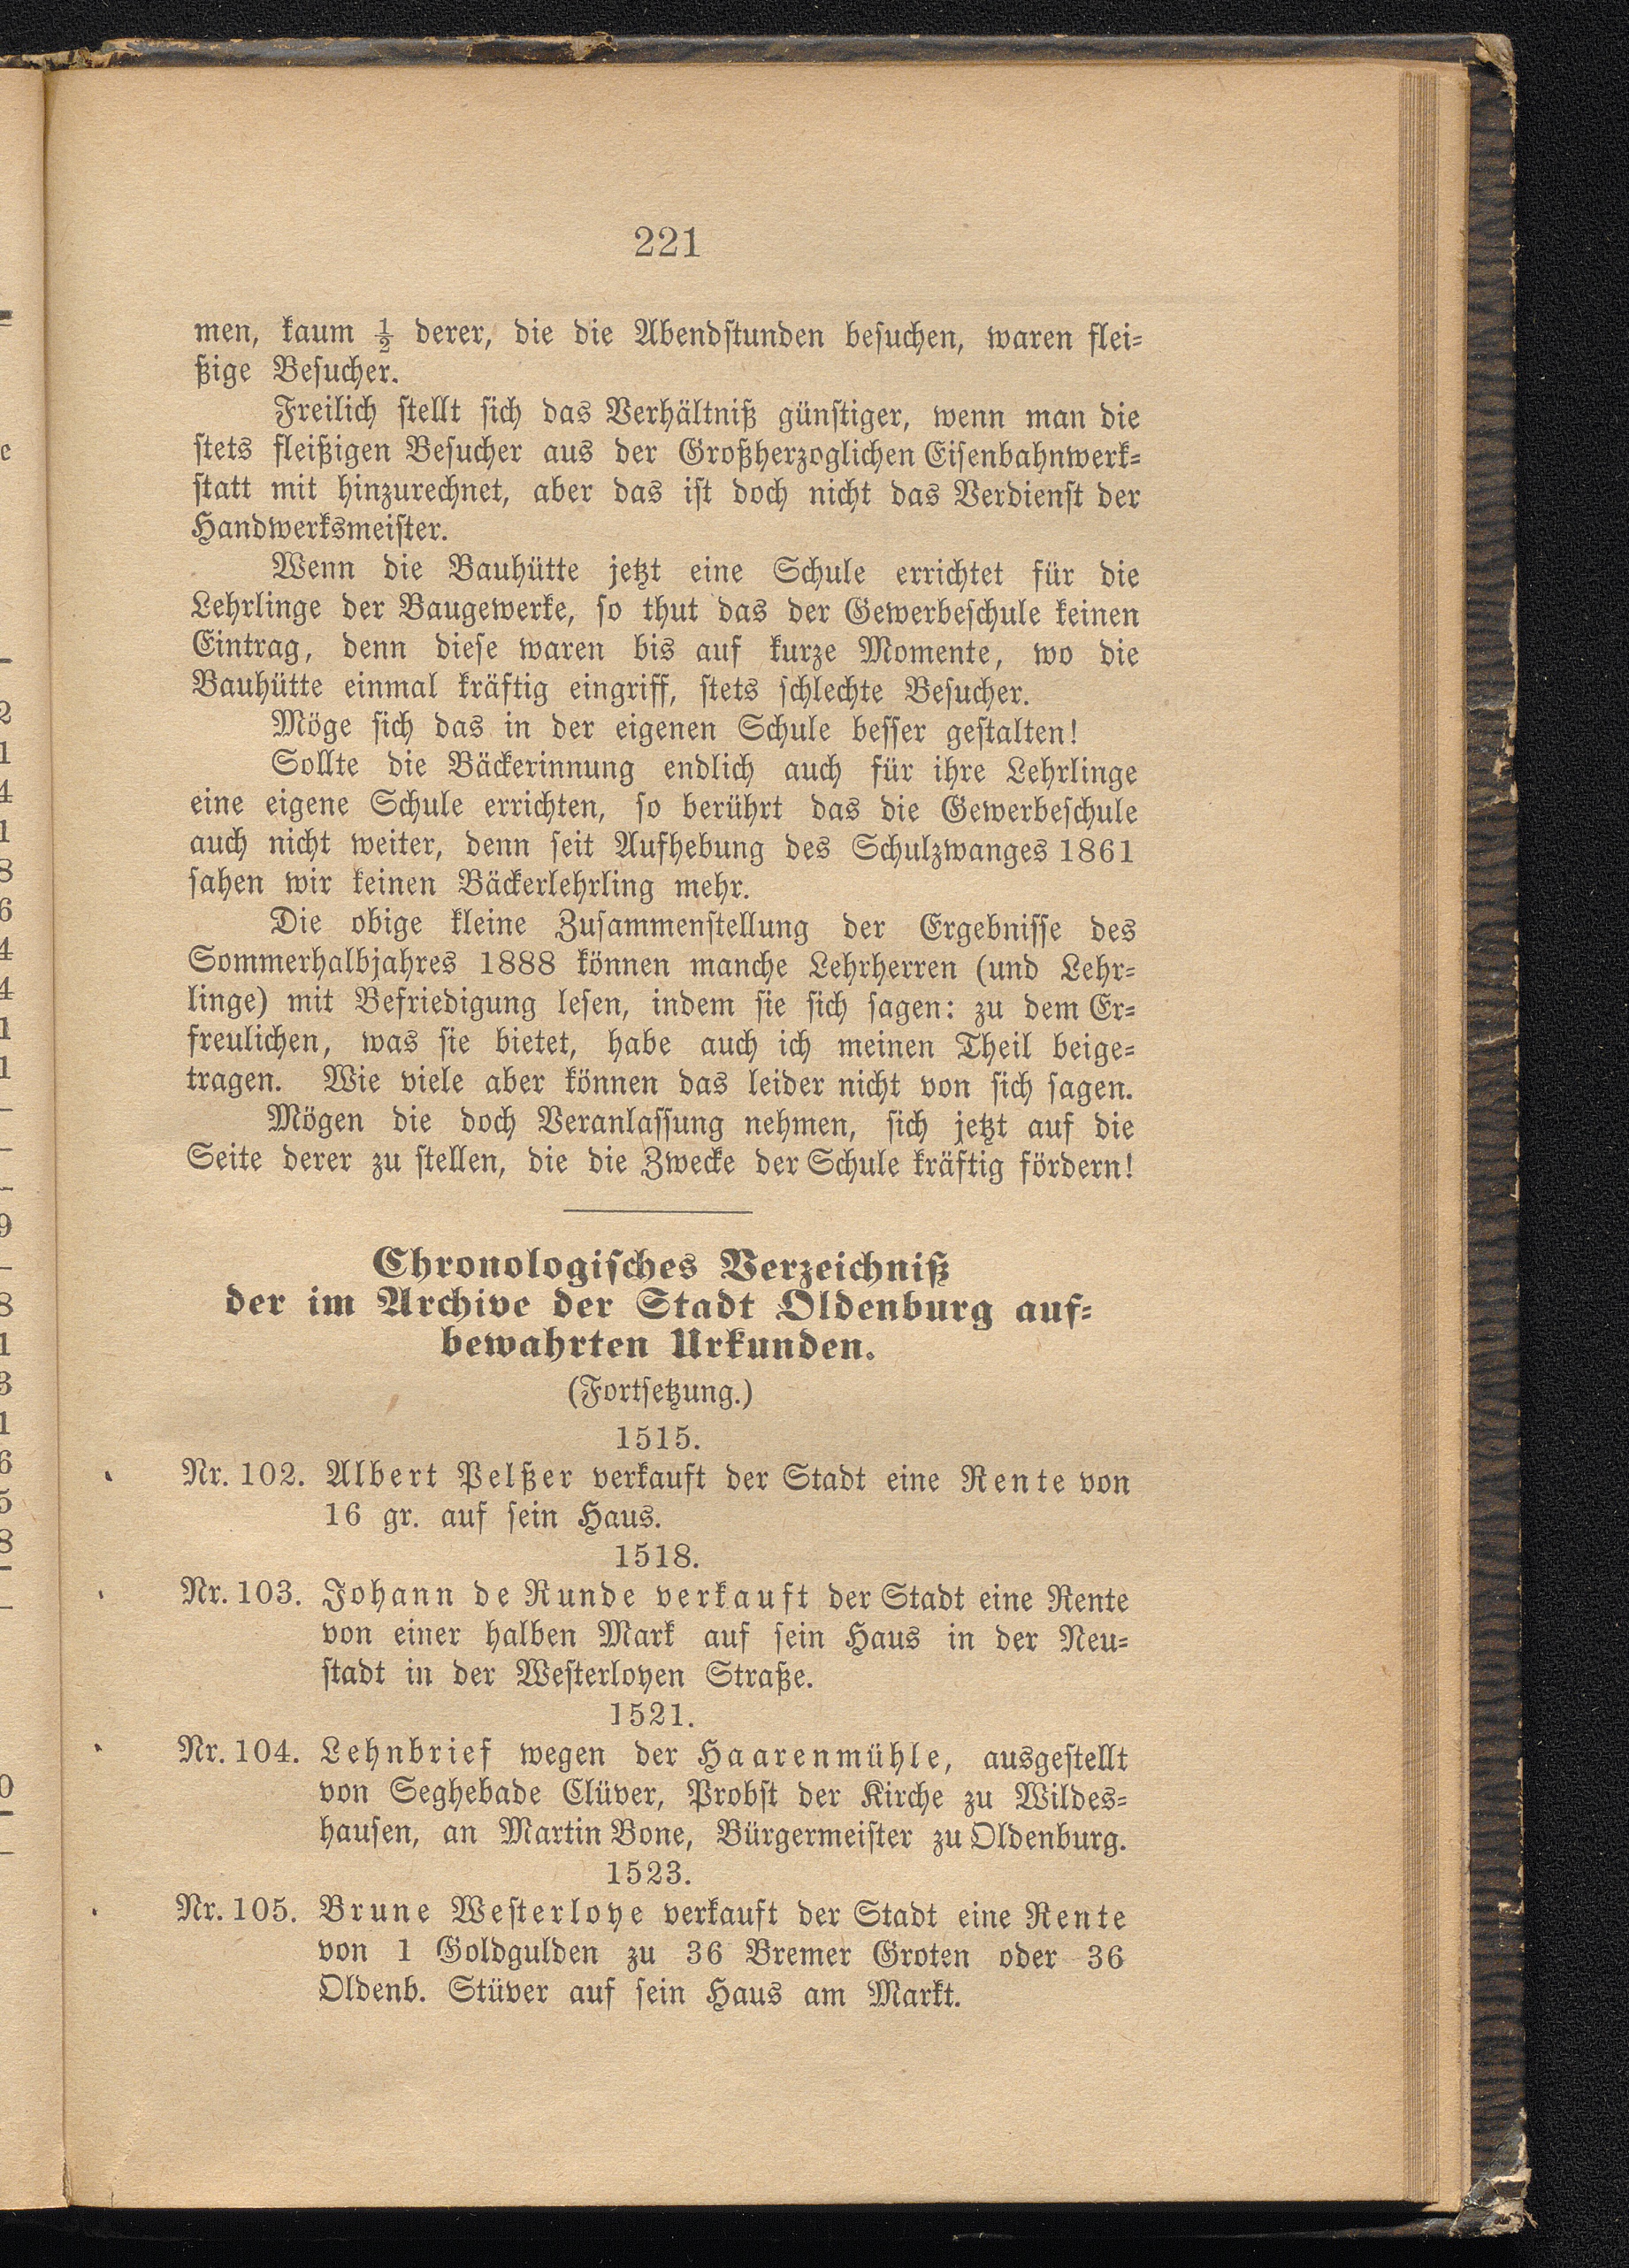 221
men, kaum ½ derer, die die Abendstunden besuchen, waren flei-
ßige Besucher.
Freilich stellt sich das Verhältniß günstiger, wenn man die
stets fleißigen Besucher aus der Großherzoglichen Eisenbahnwerk-
statt mit hinzurechnet, aber das ist doch nicht das Verdienst der
Handwerksmeister.
Wenn die Bauhütte jetzt eine Schule errichtet für die
Lehrlinge der Baugewerke, so thut das der Gewerbeschule keinen
Eintrag, denn diese waren bis auf kurze Momente, wo die
Bauhütte einmal kräftig eingriff, stets schlechte Besucher.
Möge sich das in der eigenen Schule besser gestalten!
Sollte die Bäckerinnung endlich auch für ihre Lehrlinge
eine eigene Schule errichten, so berührt das die Gewerbeschule
auch nicht weiter, denn seit Aufhebung des Schulzwanges 1861
sahen wir keinen Bäckerlehrling mehr.
Die obige kleine Zusammenstellung der Ergebnisse des
Sommerhalbjahres 1888 können manche Lehrherren (und Lehr-
linge) mit Befriedigung lesen, indem sie sich sagen: zu dem Er-
freulichen, was sie bietet, habe auch ich meinen Theil beige-
tragen. Wie viele aber können das leider nicht von sich sagen.
Mögen die doch Veranlassung nehmen, sich jetzt auf die
Seite derer zu stellen, die die Zwecke der Schule kräftig fördern!
Chronologisches Verzeichniß
der im Archive der Stadt Oldenburg auf-
bewahrten Urkunden.
(Fortsetzung.)
1515.
Nr. 102. Albert Pelßer verkauft der Stadt eine Rente von
16 gr. auf sein Haus.
1518.
Nr. 103. Johann de Runde verkauft der Stadt eine Rente
von einer halben Mark auf sein Haus in der Neu-
stadt in der Westerloyen Straße.
1521.
Nr. 104. Lehnbrief wegen der Haarenmühle, ausgestellt
von Seghebade Clüver, Probst der Kirche zu Wildes-
hausen, an Martin Bone, Bürgermeister zu Oldenburg.
1523.
Nr. 105. Brune Westerloye verkauft der Stadt eine Rente
von 1 Goldgulden zu 36 Bremer Groten oder 36
Oldenb. Stüver auf sein Haus am Markt.